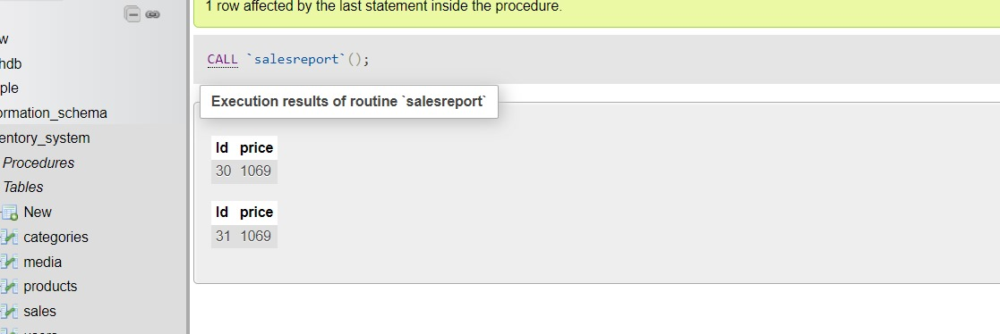 1 row affected by the last statement inside the procedure.
CALL `salesreport`();
Execution results of routine `salesreport`
Id price
30 1069
Id price
31 1069
w
hdb
ple
ormation_schema
entory_system
Procedures
Tables
New
categories
media
products
sales